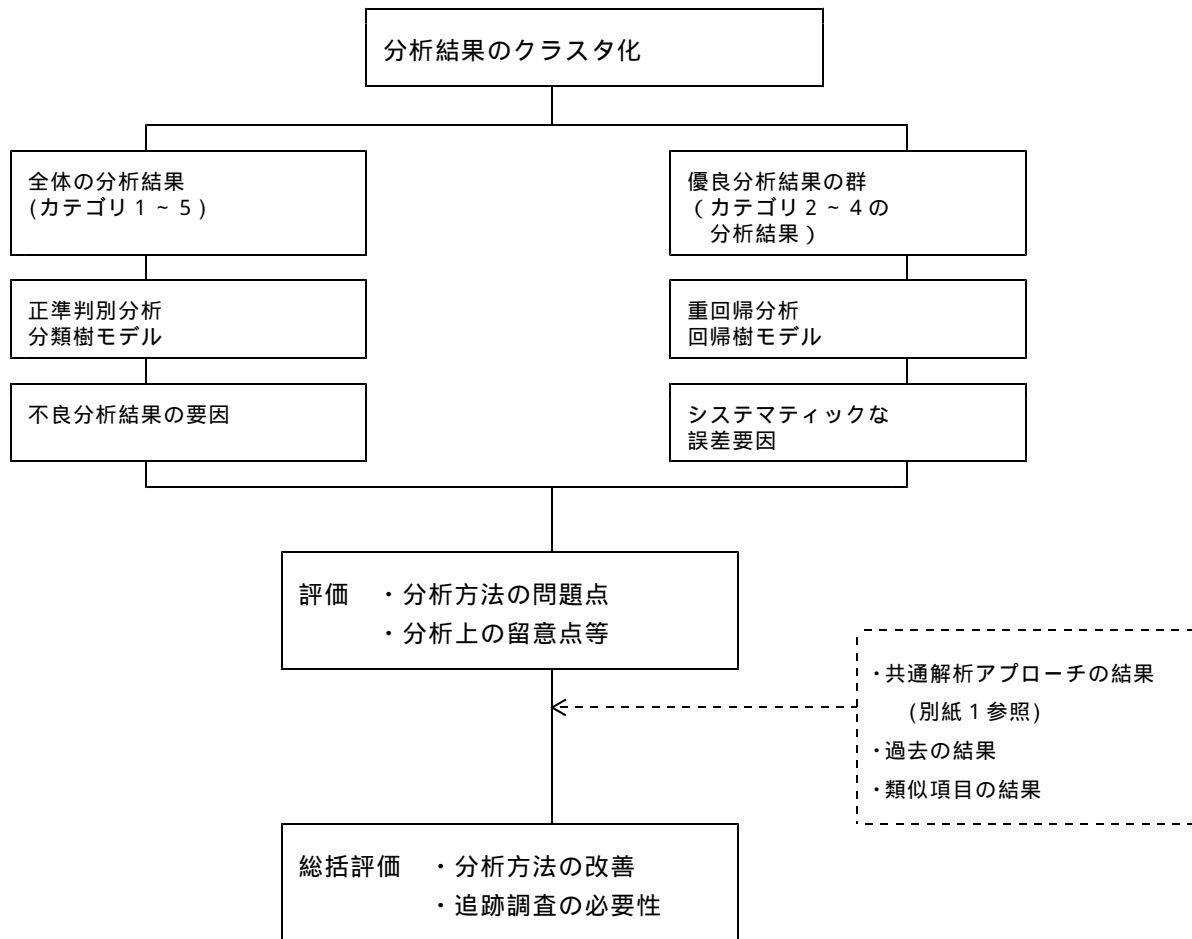 分析結果のクラスタ化
全体の分析結果
(カテゴリ１～５)
優良分析結果の群
（カテゴリ２～４の
分析結果）
正準判別分析
分類樹モデル
重回帰分析
回帰樹モデル
不良分析結果の要因
システマティックな
誤差要因
評価　・分析方法の問題点
・分析上の留意点等
・共通解析アプローチの結果
(別紙１参照)
・過去の結果
・類似項目の結果
総括評価　・分析方法の改善
・追跡調査の必要性